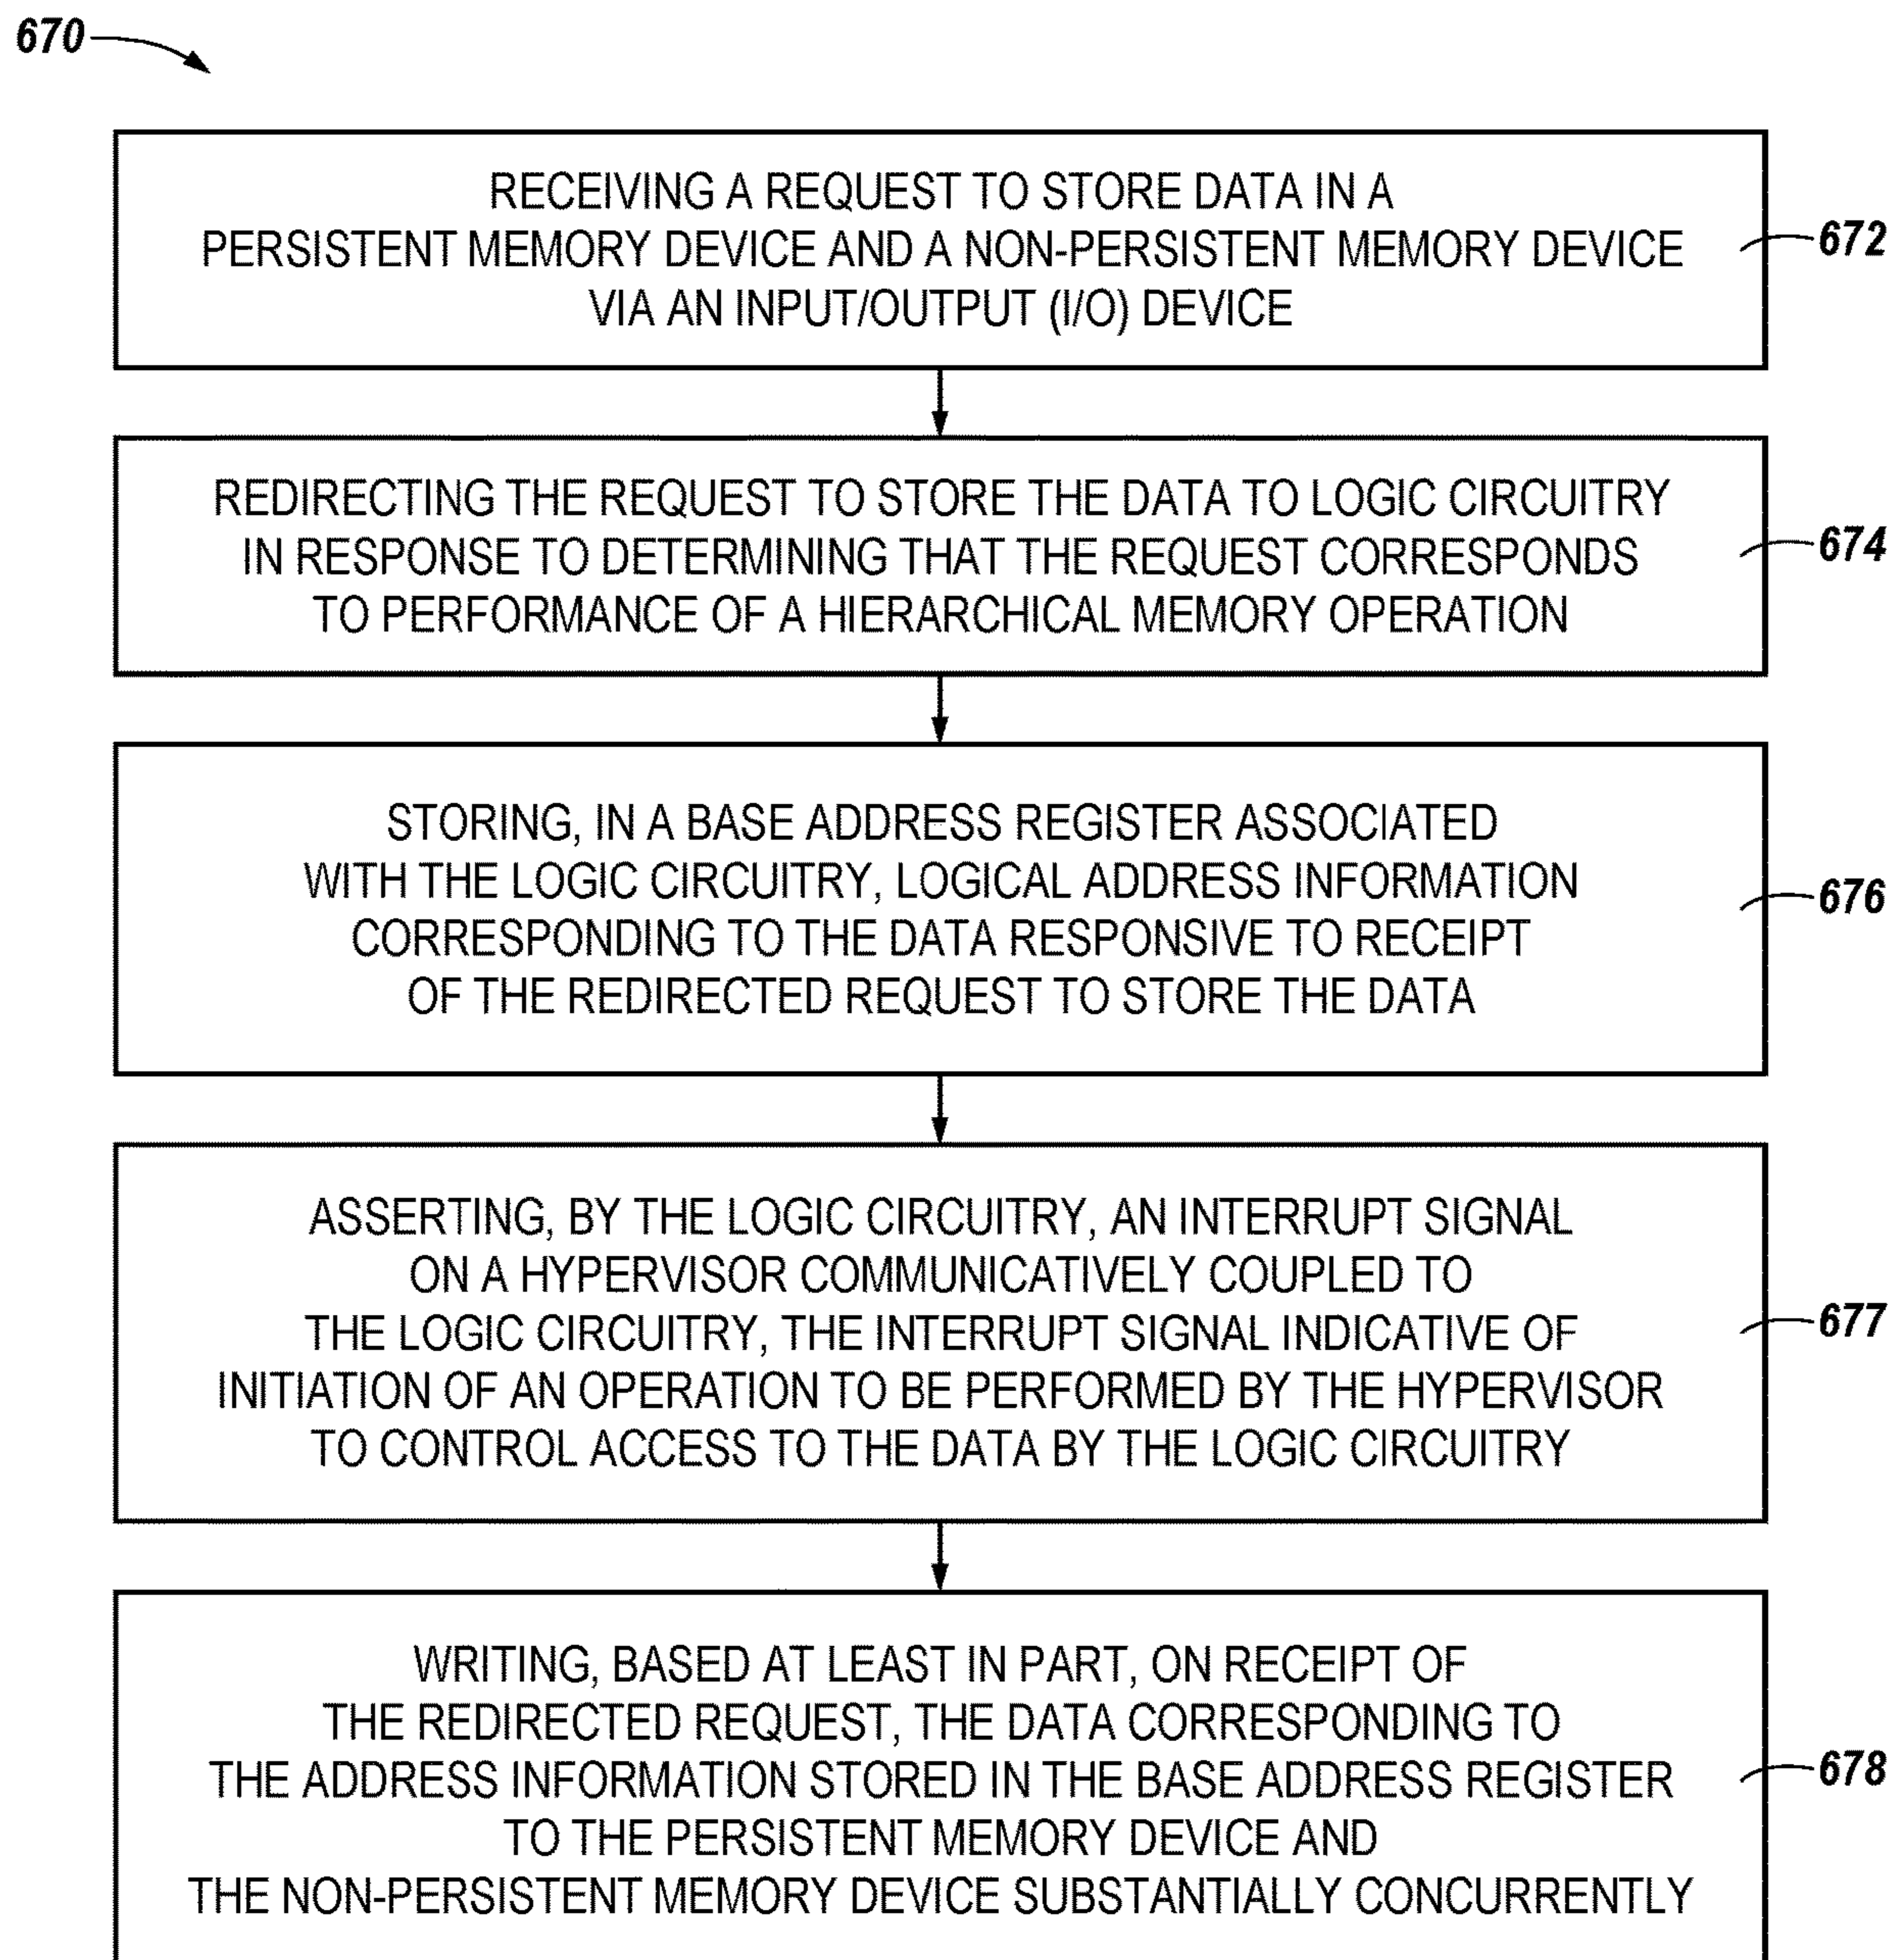 670
RECEIVING A REQUEST TO STORE DATA IN A
PERSISTENT MEMORY DEVICE AND A NON-PERSISTENT MEMORY DEVICE
VIA AN INPUT/OUTPUT (I/O) DEVICE
672
REDIRECTING THE REQUEST TO STORE THE DATA TO LOGIC CIRCUITRY
IN RESPONSE TO DETERMINING THAT THE REQUEST CORRESPONDS
TO PERFORMANCE OF A HIERARCHICAL MEMORY OPERATION
674
STORING, IN A BASE ADDRESS REGISTER ASSOCIATED
WITH THE LOGIC CIRCUITRY, LOGICAL ADDRESS INFORMATION
CORRESPONDING TO THE DATA RESPONSIVE TO RECEIPT
OF THE REDIRECTED REQUEST TO STORE THE DATA
676
ASSERTING, BY THE LOGIC CIRCUITRY, AN INTERRUPT SIGNAL
ON A HYPERVISOR COMMUNICATIVELY COUPLED TO
THE LOGIC CIRCUITRY, THE INTERRUPT SIGNAL INDICATIVE OF
INITIATION OF AN OPERATION TO BE PERFORMED BY THE HYPERVISOR
TO CONTROL ACCESS TO THE DATA BY THE LOGIC CIRCUITRY
677
WRITING, BASED AT LEAST IN PART, ON RECEIPT OF
THE REDIRECTED REQUEST, THE DATA CORRESPONDING TO
THE ADDRESS INFORMATION STORED IN THE BASE ADDRESS REGISTER
TO THE PERSISTENT MEMORY DEVICE AND
THE NON-PERSISTENT MEMORY DEVICE SUBSTANTIALLY CONCURRENTLY
678